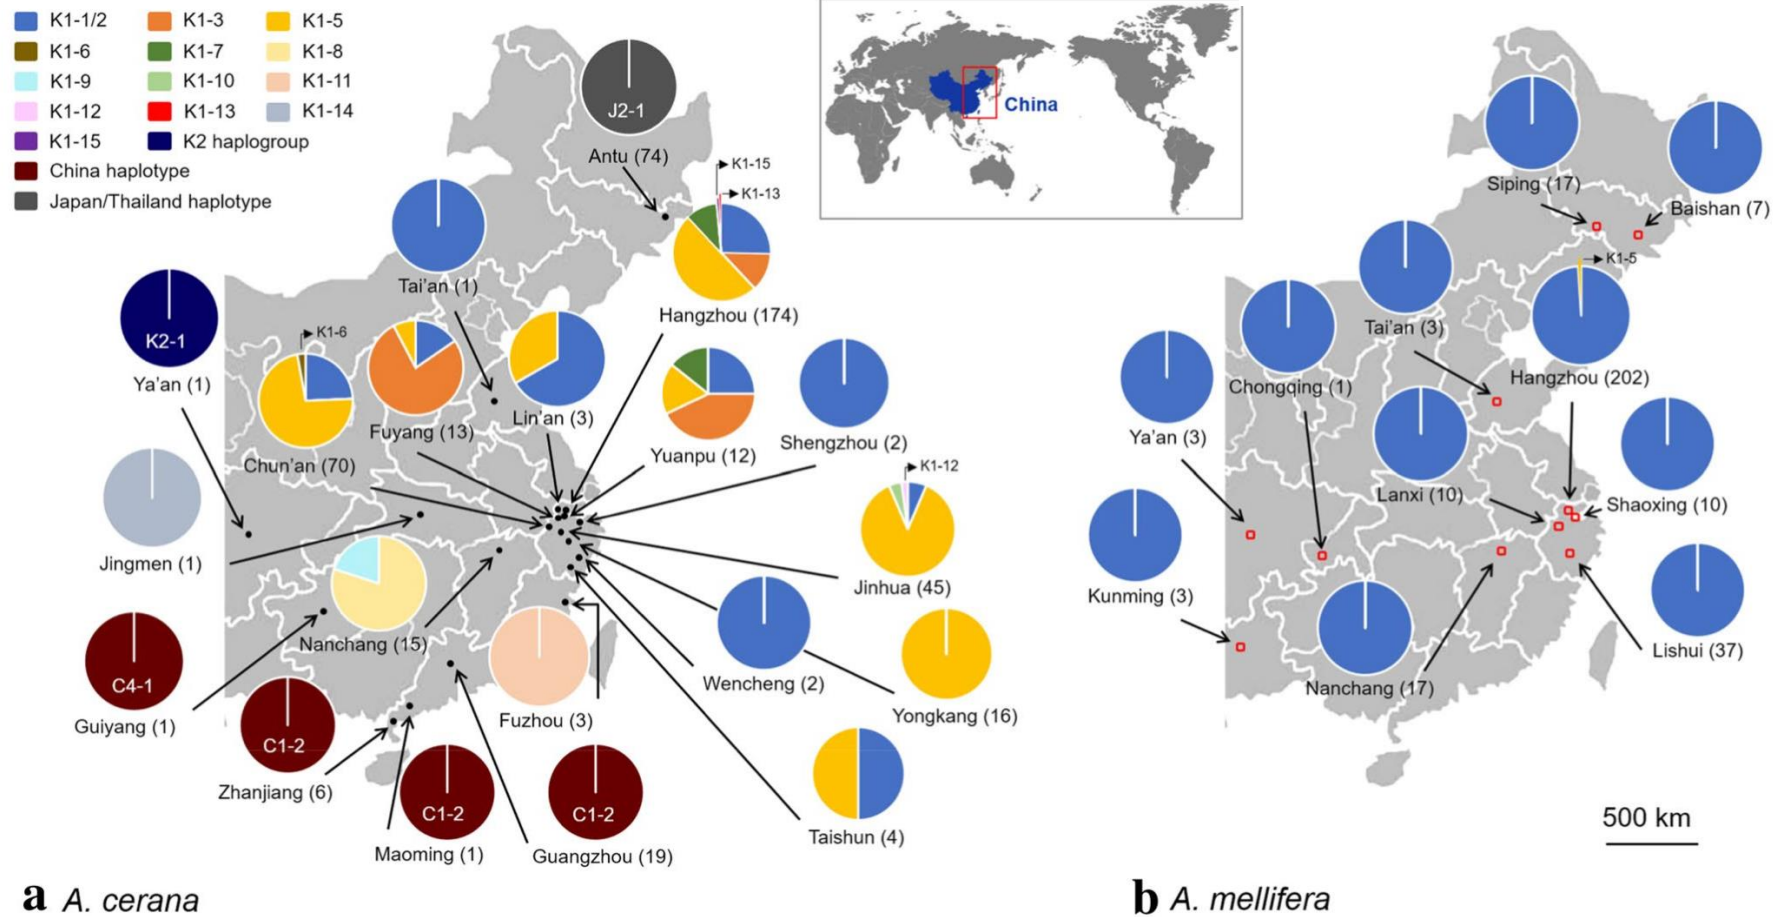 K1-1/2 K1-3 K1-5
K1-6 K1-7 K1-8
K1-9 K1-10 K1-11
K1-12 K1-13 K1-14
K1-15 K2 haplogroup
China haplotype
Japan/Thailand haplotype
J2-1
Antu (74)
K1-15
K1-13
Hangzhou (174)
Tai'an (1)
K2-1
Ya'an (1)
K1-6
Chun'an (70)
Fuyang (13)
Lin'an (3)
Yuanpu (12)
Shengzhou (2)
K1-12
Jinhua (45)
Jingmen (1)
Nanchang (15)
C4-1
Guiyang (1)
C1-2
Zhanjiang (6)
C1-2
Maoming (1)
C1-2
Guangzhou (19)
Fuzhou (3)
Wencheng (2)
Yongkang (16)
Taishun (4)
a A. cerana
China
Siping (17)
Baishan (7)
Tai'an (3)
K1-5
Hangzhou (202)
Chongqing (1)
Ya'an (3)
Lanxi (10)
Shaoxing (10)
Kunming (3)
Nanchang (17)
Lishui (37)
500 km
b A. mellifera